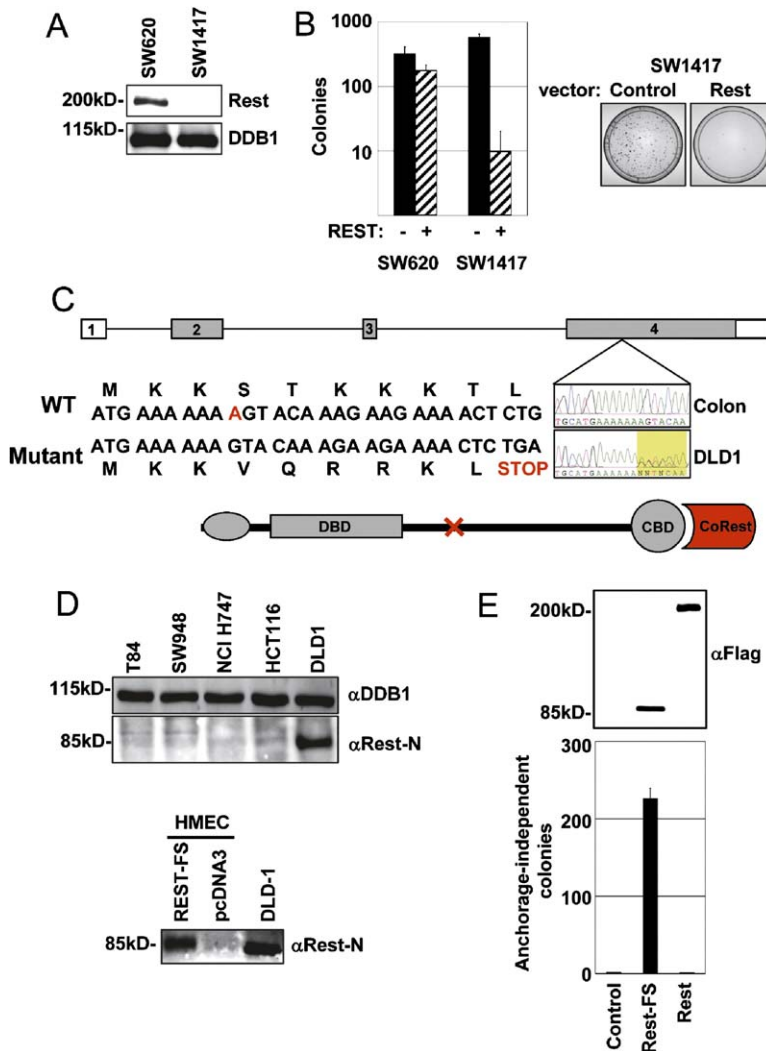 A
SW620
SW1417
200kD-
Rest
115kD-
DDB1
B
1000
100
10
Colonies
REST: - + - +
SW620 SW1417
SW1417
vector: Control Rest
C
1 2 3 4
M K K S T K K K T L
WT ATG AAAA AAA AGT ACA AAG AAG AAA ACT CTG
Mutant ATG AAAA AAA GTA CAA AGA AGA AAA CTC TGA
M K K V Q R R K L STOP
TGCATGAAAAAAAGTACAA
Colon
TGCATGAAAAAANNTNCAA
DLD1
DBD
CBD
CoRest
D
T84
SW948
NCI H747
HCT116
DLD1
115kD-
αDDB1
85kD-
αRest-N
HMEC
REST-FS
pcDNA3
DLD-1
85kD-
αRest-N
E
200kD-
αFlag
85kD-
300
200
100
0
Anchorage-independent
colonies
Control
Rest-FS
Rest